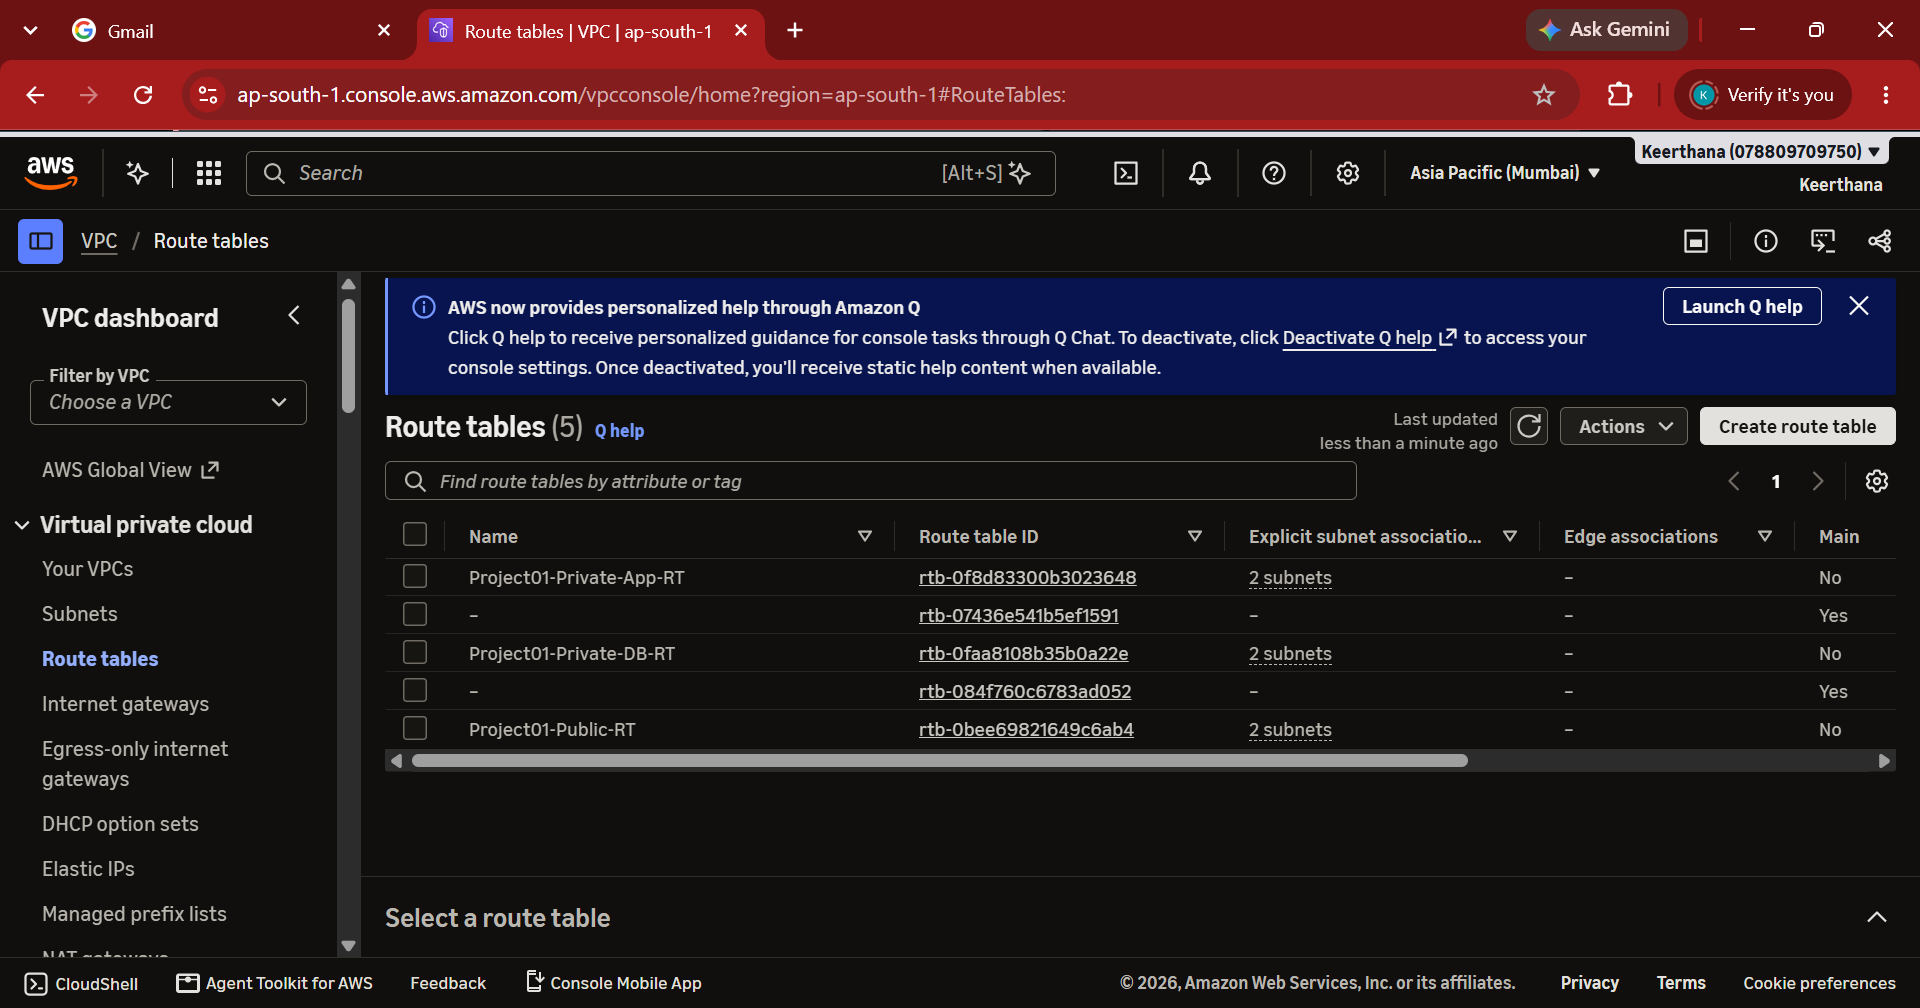 Gmail
Route tables | VPC | ap-south-1
Ask Gemini
ap-south-1.console.aws.amazon.com/vpcconsole/home?region=ap-south-1#RouteTables:
K
Verify it's you
aws
Search
[Alt+S]
Asia Pacific (Mumbai)
Keerthana (078809709750)
Keerthana
VPC / Route tables
VPC dashboard
Filter by VPC
Choose a VPC
AWS Global View
Virtual private cloud
Your VPCs
Subnets
Route tables
Internet gateways
Egress-only internet
gateways
DHCP option sets
Elastic IPs
Managed prefix lists
NAT gateways
AWS now provides personalized help through Amazon Q
Click Q help to receive personalized guidance for console tasks through Q Chat. To deactivate, click Deactivate Q help to access your
console settings. Once deactivated, you'll receive static help content when available.
Launch Q help
Route tables (5) Q help
Last updated
less than a minute ago
Actions
Create route table
Find route tables by attribute or tag
1
Name Route table ID Explicit subnet associatio... Edge associations Main
Project01-Private-App-RT rtb-0f8d83300b3023648 2 subnets – No
– rtb-07436e541b5ef1591 – – Yes
Project01-Private-DB-RT rtb-0faa8108b35b0a22e 2 subnets – No
– rtb-084f760c6783ad052 – – Yes
Project01-Public-RT rtb-0bee69821649c6ab4 2 subnets – No
Select a route table
CloudShell
Agent Toolkit for AWS
Feedback
Console Mobile App
© 2026, Amazon Web Services, Inc. or its affiliates.
Privacy
Terms
Cookie preferences